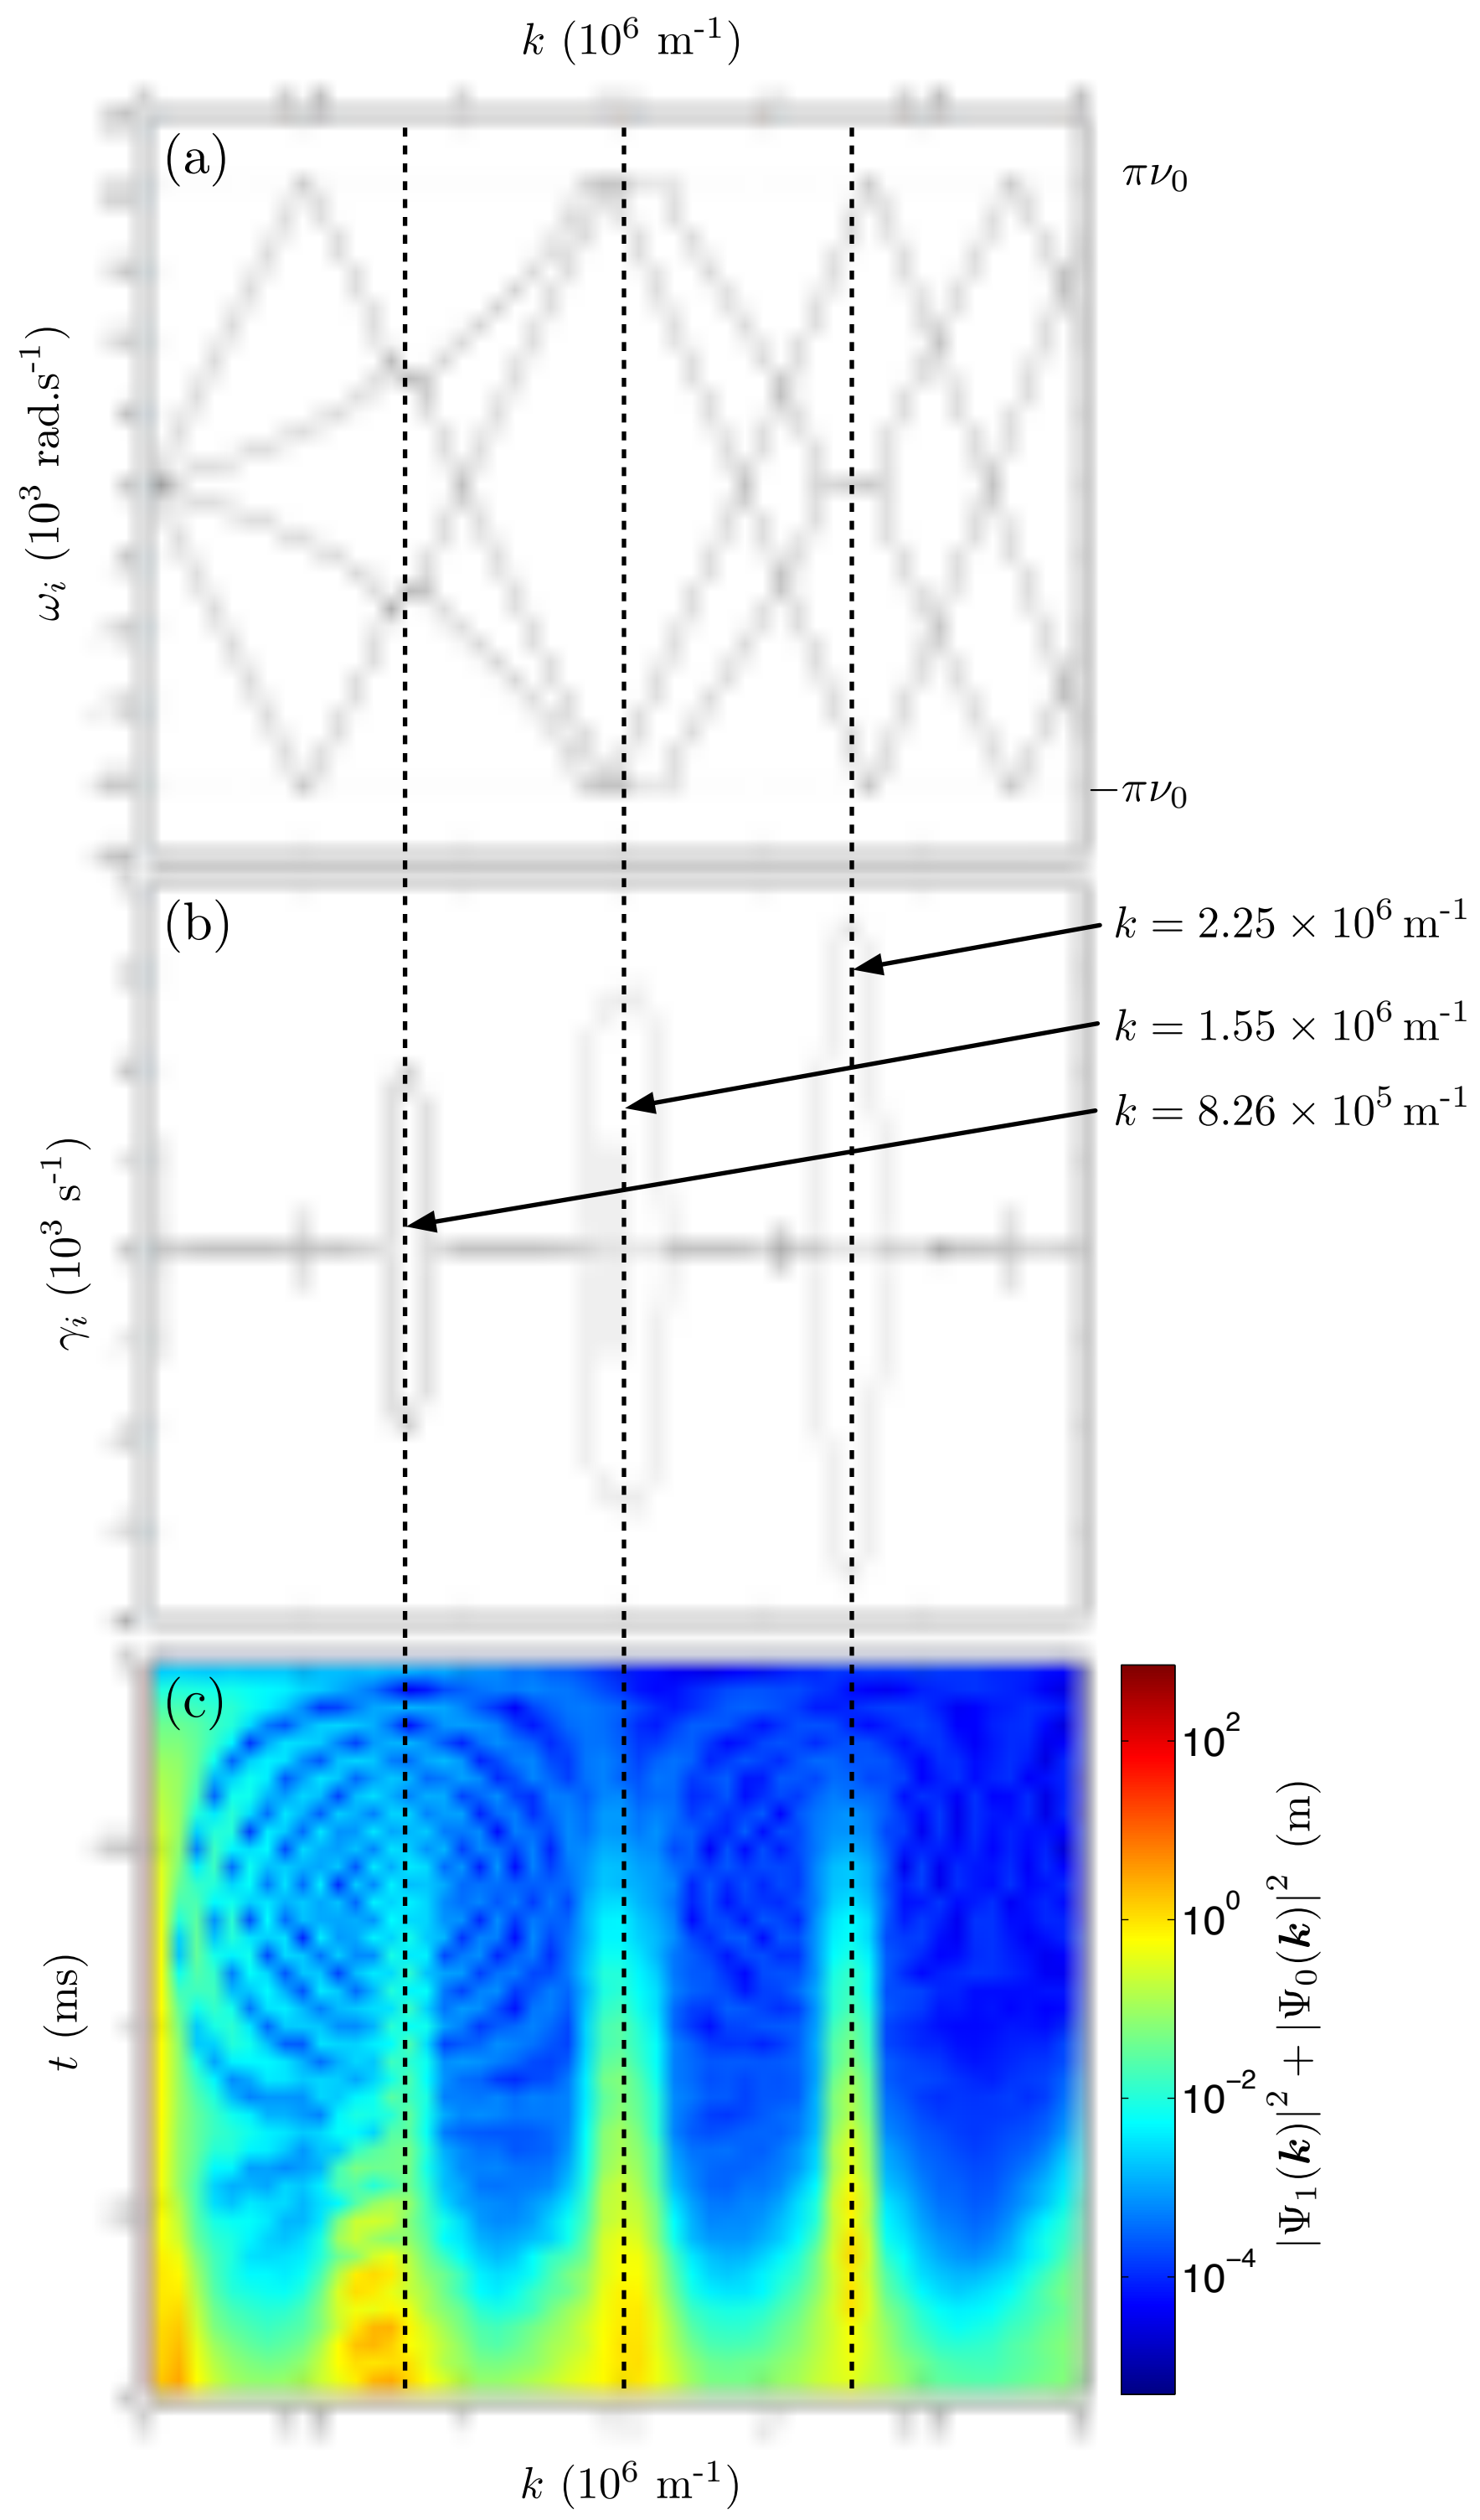 k (10⁶ m⁻¹)
(a)
πν₀
ωᵢ (10³ rad.s⁻¹)
−πν₀
(b)
k = 2.25 × 10⁶ m⁻¹
k = 1.55 × 10⁶ m⁻¹
k = 8.26 × 10⁵ m⁻¹
γᵢ (10³ s⁻¹)
(c)
10²
10⁰
10⁻²
10⁻⁴
|Ψ₁(k)|² + |Ψ₀(k)|² (m)
t (ms)
k (10⁶ m⁻¹)